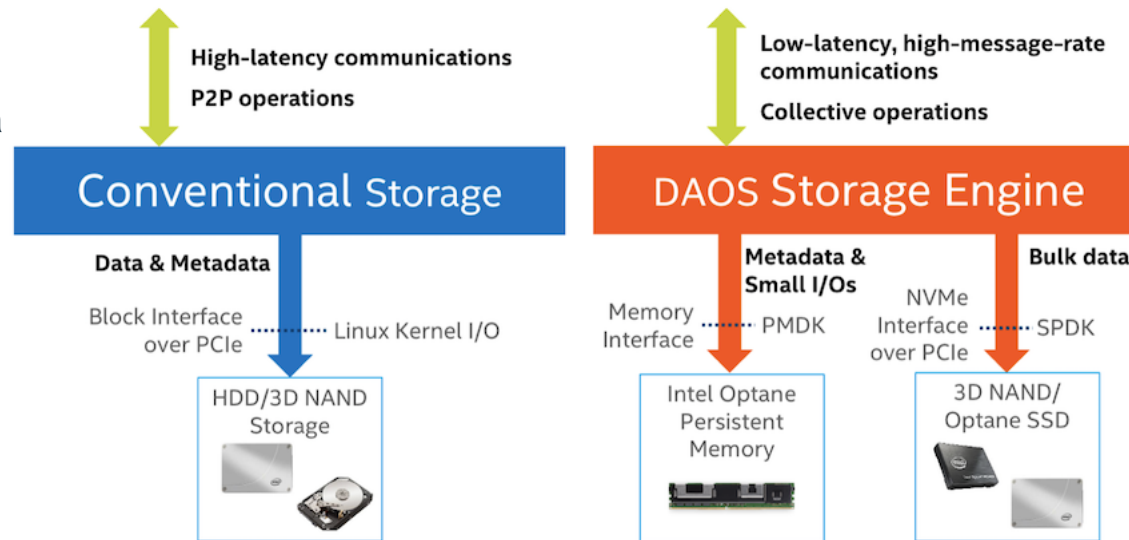 High-latency communications
P2P operations
Conventional Storage
Data & Metadata
Block Interface
over PCIe
Linux Kernel I/O
HDD/3D NAND
Storage
Low-latency, high-message-rate
communications
Collective operations
DAOS Storage Engine
Metadata &
Small I/Os
Memory
Interface
PMDK
Intel Optane
Persistent
Memory
Bulk data
NVMe
Interface
over PCIe
SPDK
3D NAND/
Optane SSD